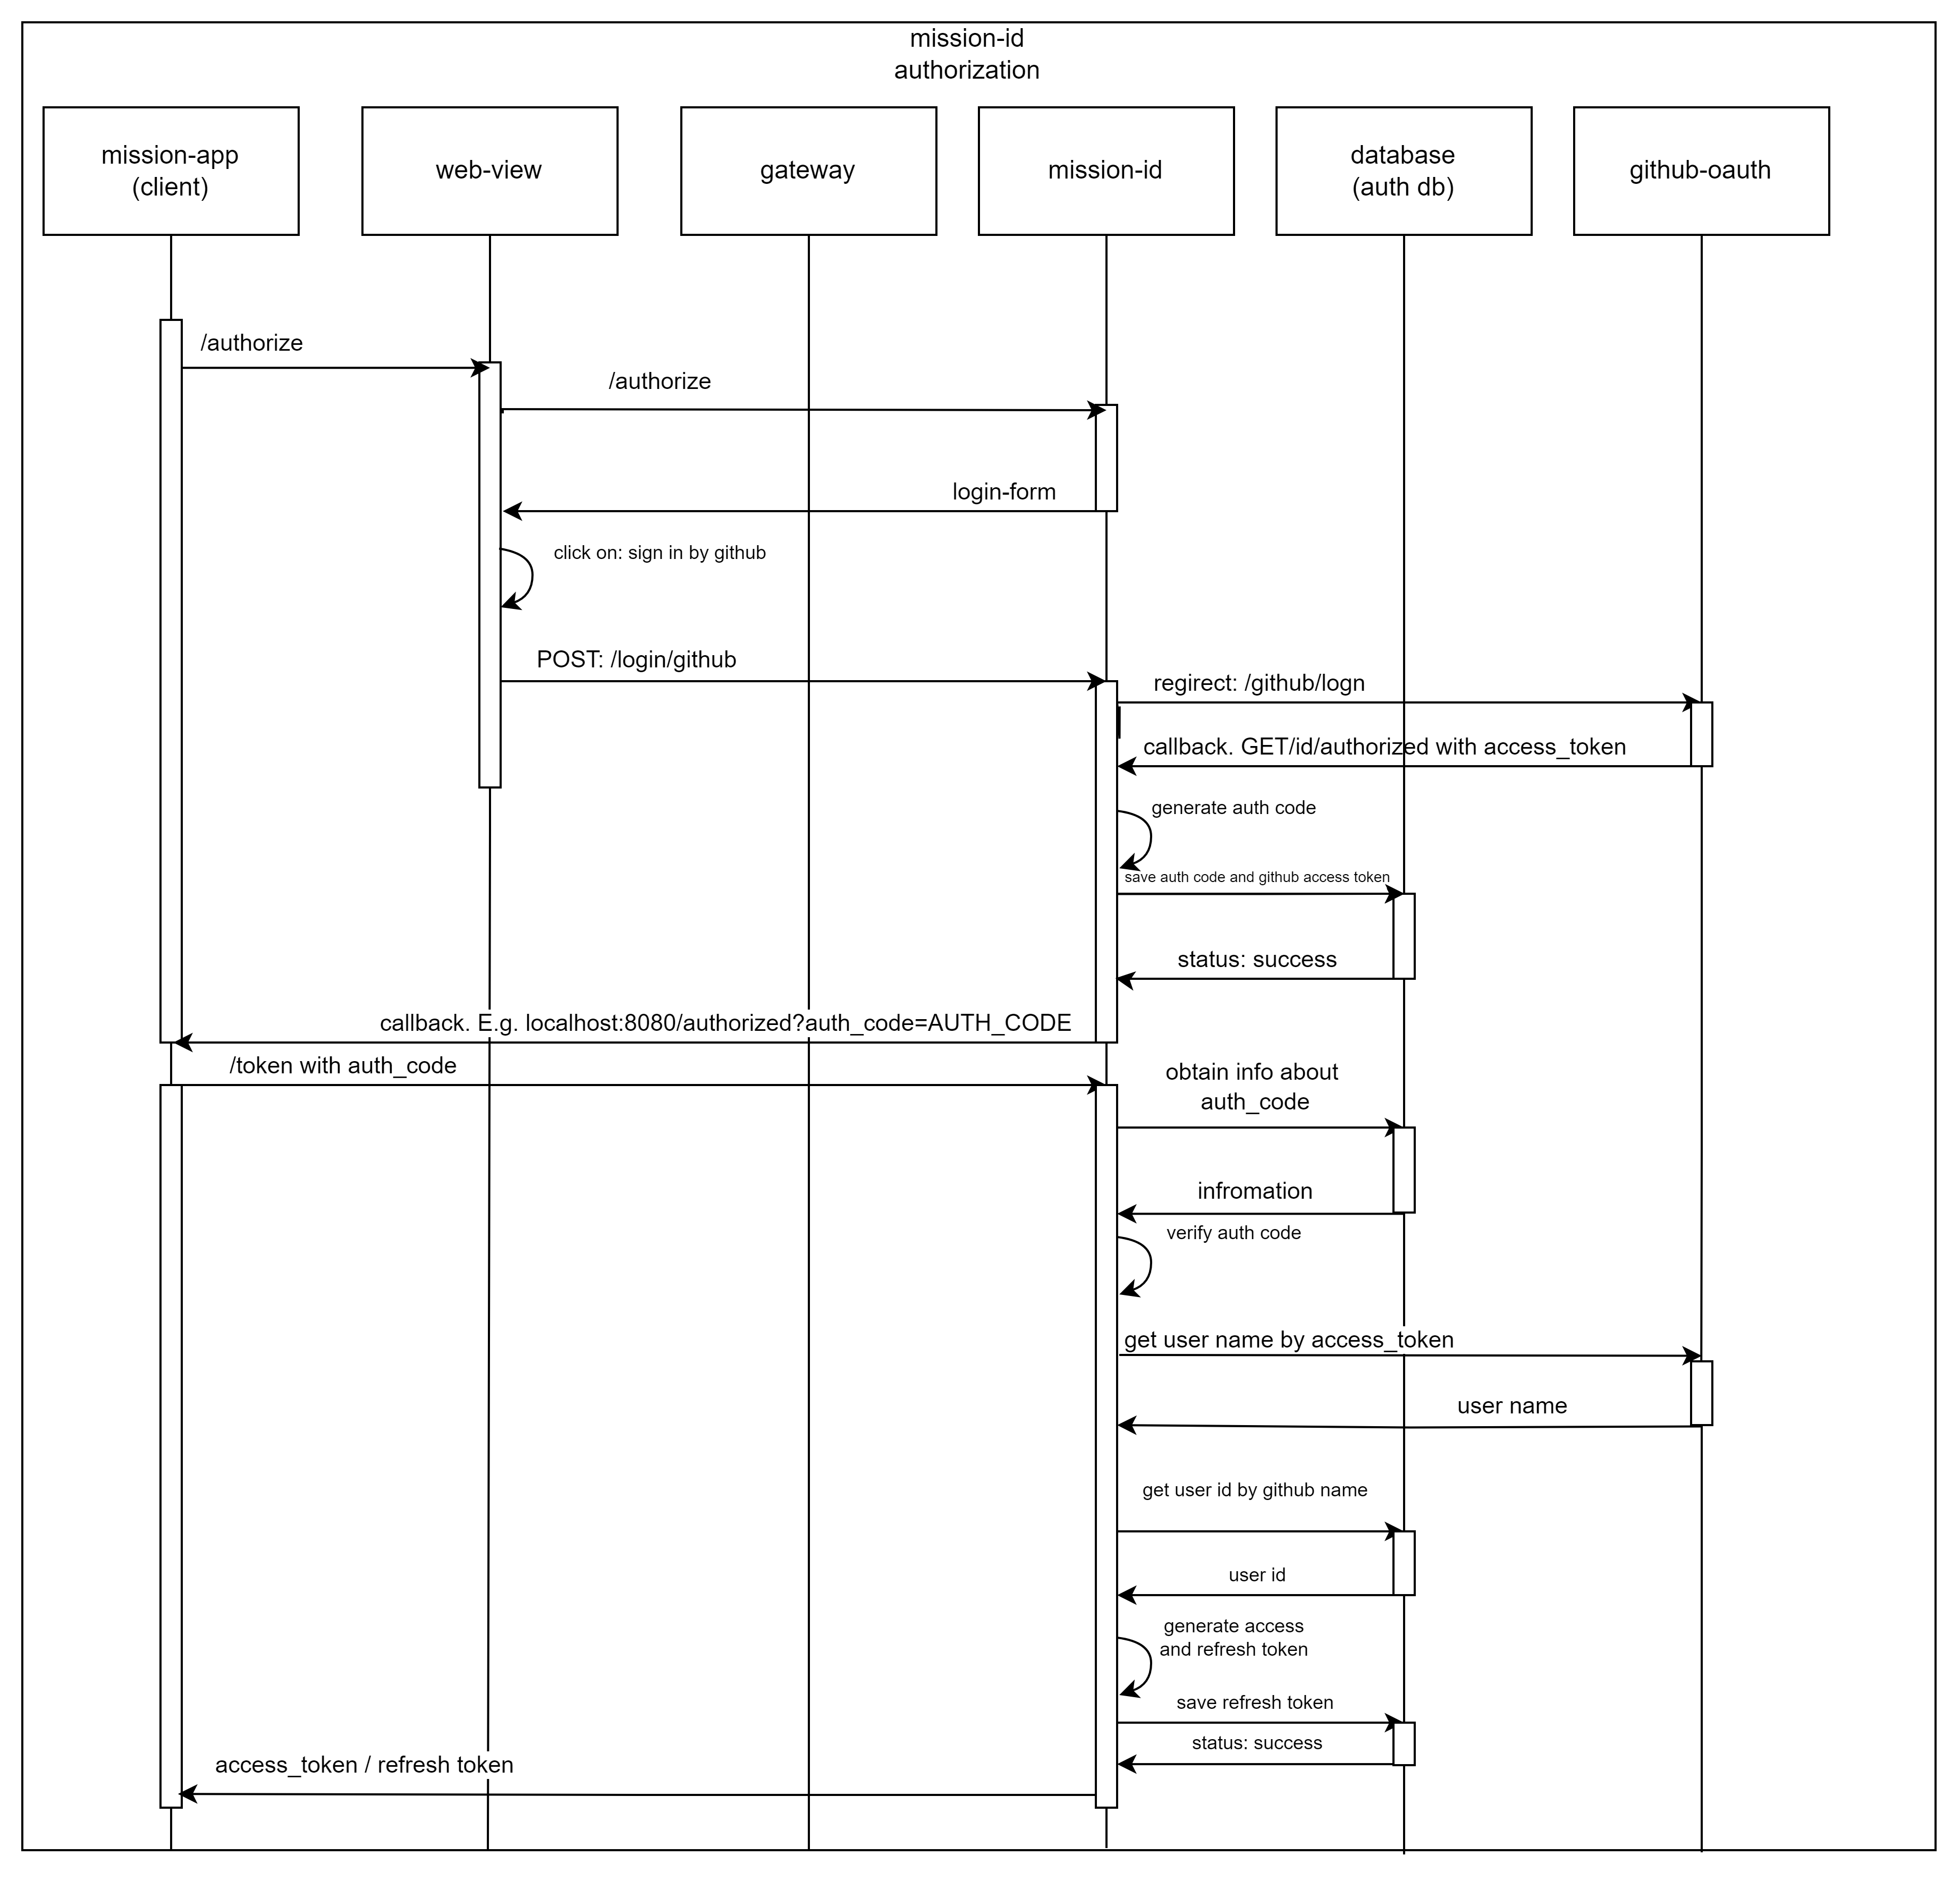 mission-id
authorization
mission-app
(client)
web-view
gateway
mission-id
database
(auth db)
github-oauth
/authorize
/authorize
login-form
click on: sign in by github
POST: /login/github
regirect: /github/logn
callback. GET/id/authorized with access_token
generate auth code
save auth code and github access token
status: success
callback. E.g. localhost:8080/authorized?auth_code=AUTH_CODE
/token with auth_code
obtain info about
auth_code
infromation
verify auth code
get user name by access_token
user name
get user id by github name
user id
generate access
and refresh token
save refresh token
status: success
access_token / refresh token